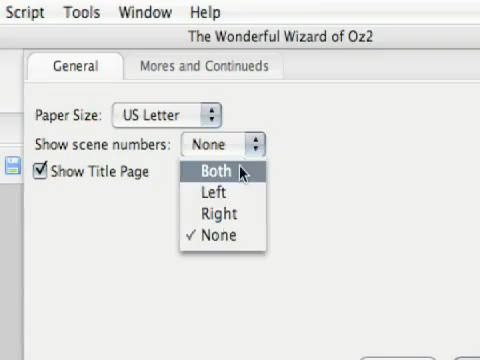 Script Tools Window Help
The Wonderful Wizard of Oz2
General Mores and Continueds
Paper Size: US Letter
Show scene numbers: None
Show Title Page
Both
Left
Right
None